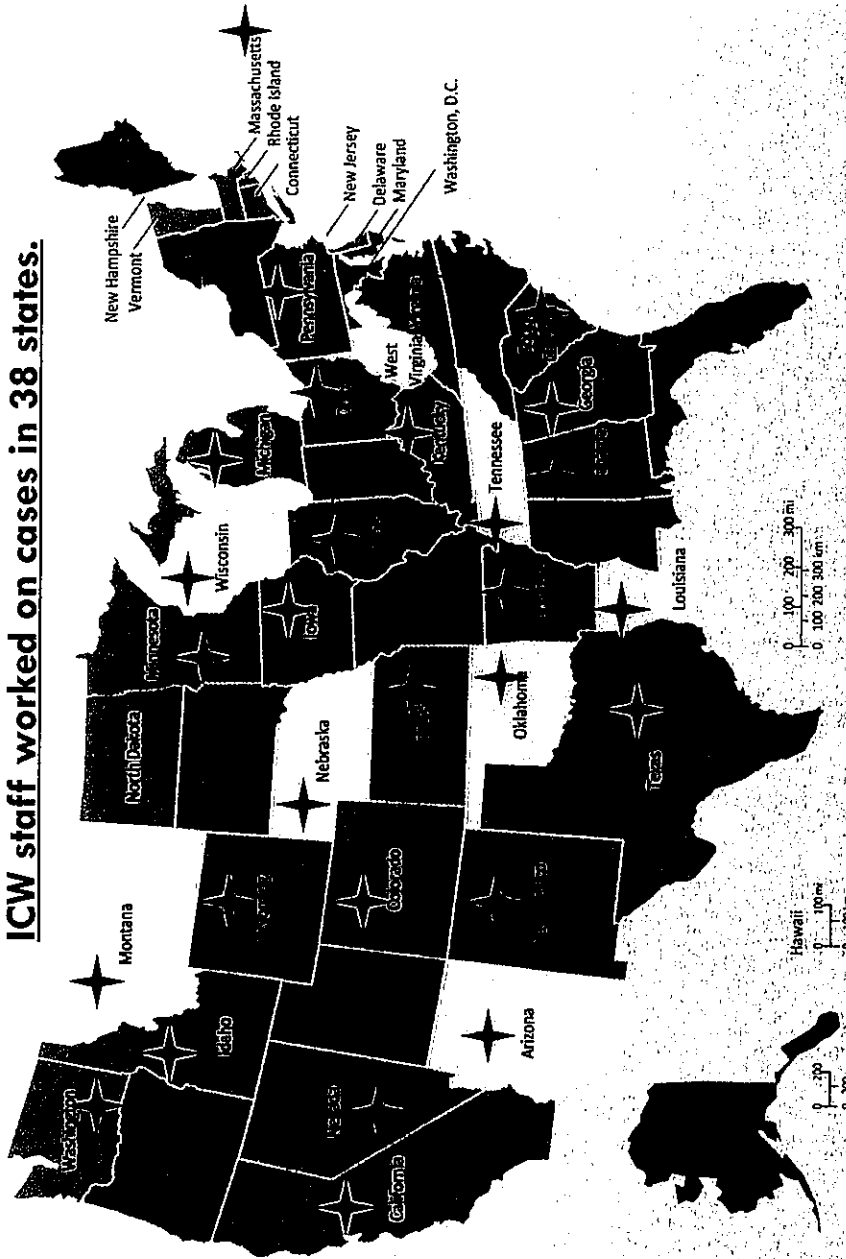 ICW staff worked on cases in 38 states.
New Hampshire
Vermont
Massachusetts
Rhode Island
Connecticut
New Jersey
Delaware
Maryland
Washington, D.C.
Washington
Montana
North Dakota
Minnesota
Wisconsin
Michigan
Pennsylvania
Idaho
Nebraska
Iowa
West
Virginia
Kentucky
California
Colorado
Tennessee
Arizona
Oklahoma
Georgia
Texas
Louisiana
Hawaii
0 200
0 100 mi
0 100 200 300 mi
0 100 200 300 km